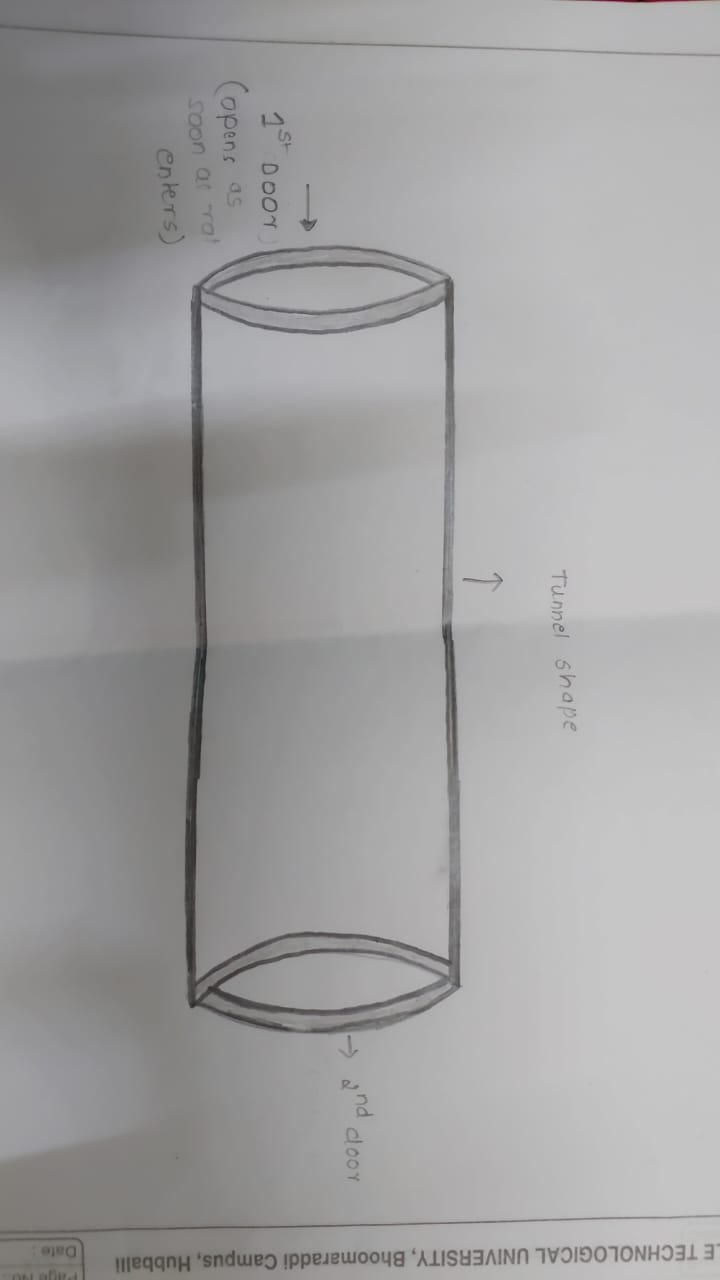 Tunnel shape
1st Door
(opens as
soon as rat
enters)
2nd door
LE TECHNOLOGICAL UNIVERSITY, Bhoomaraddi Campus, Hubballi
Page No
Date :